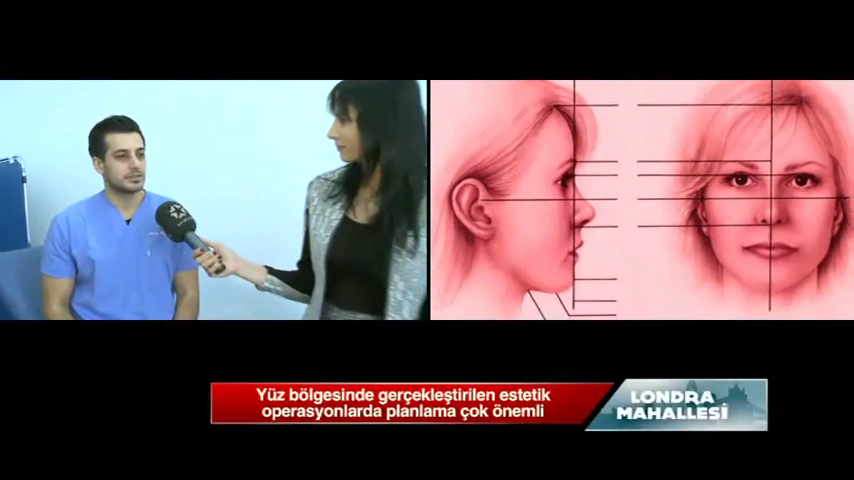 Yüz bölgesinde gerçekleştirilen estetik
operasyonlarda planlama çok önemli
LONDRA
MAHALLESİ